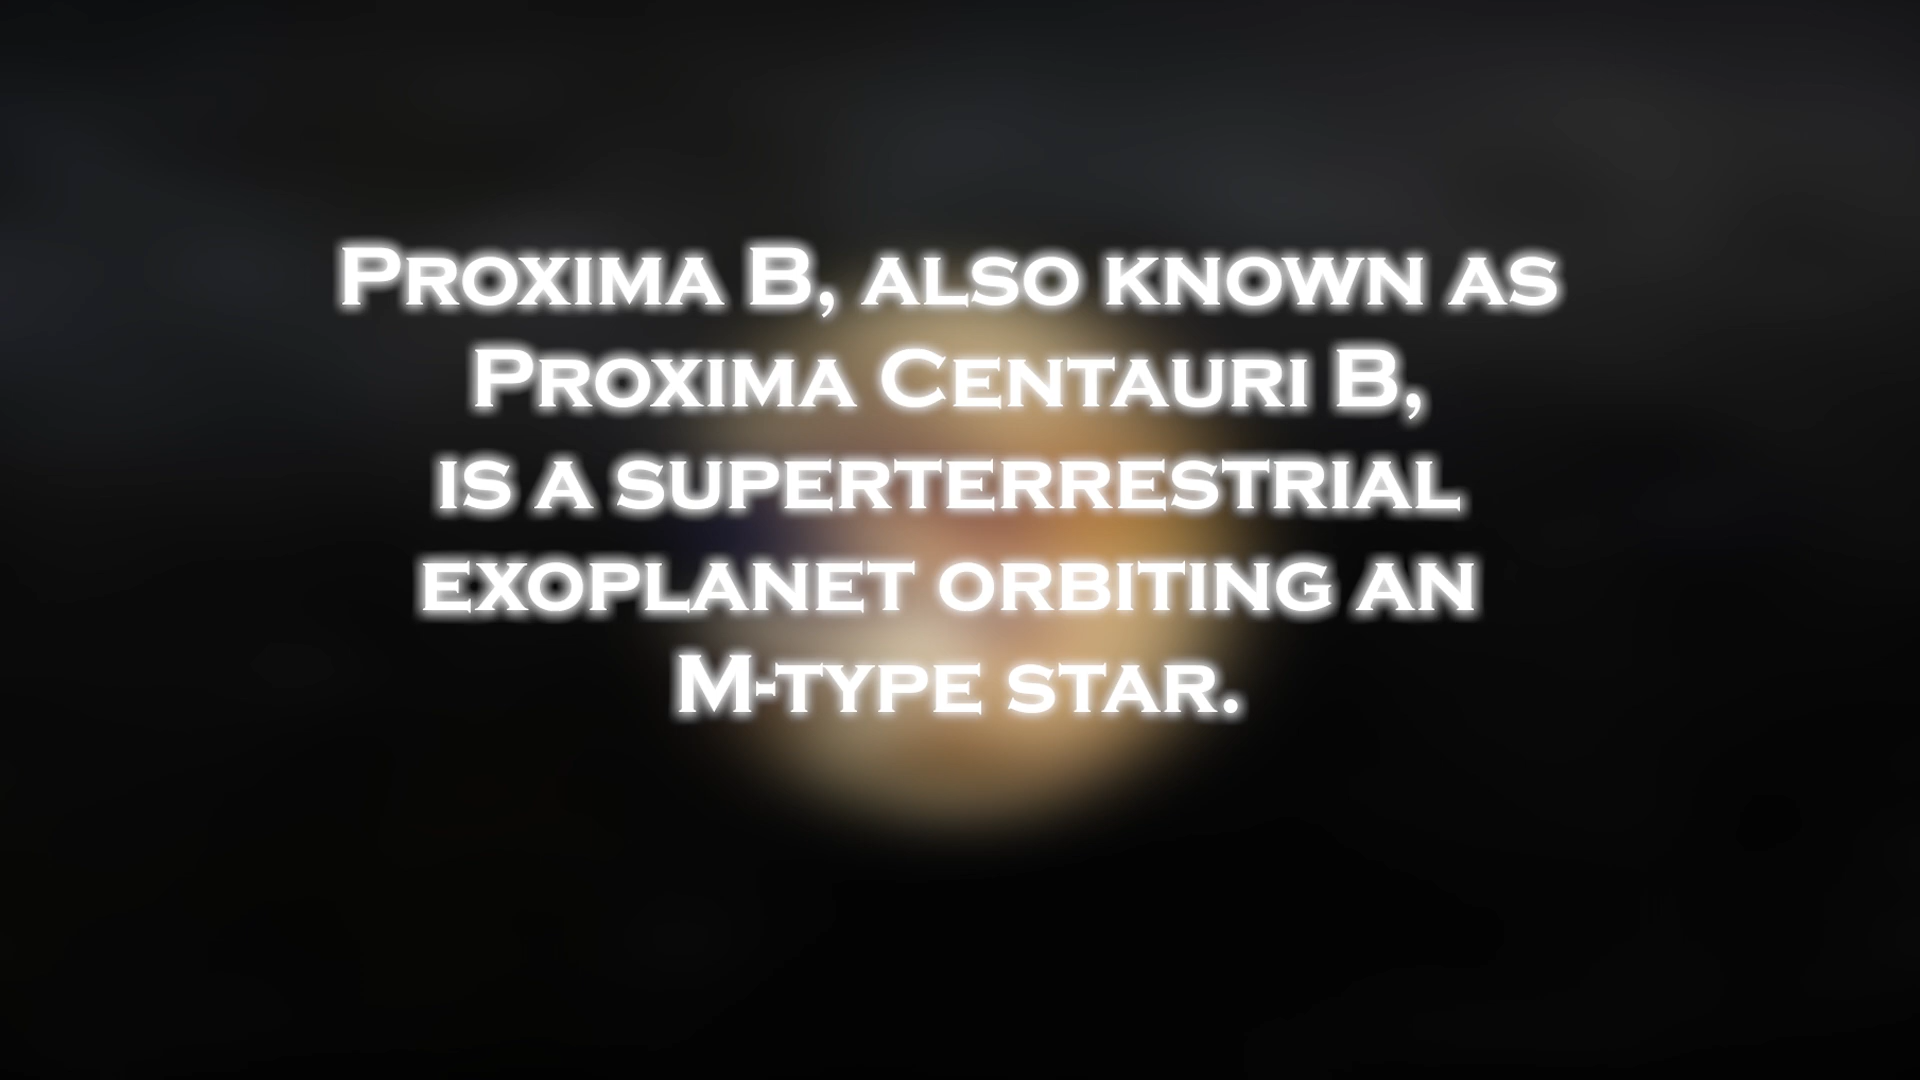 Proxima B, also known as
Proxima Centauri B,
is a superterrestrial
exoplanet orbiting an
M-type star.